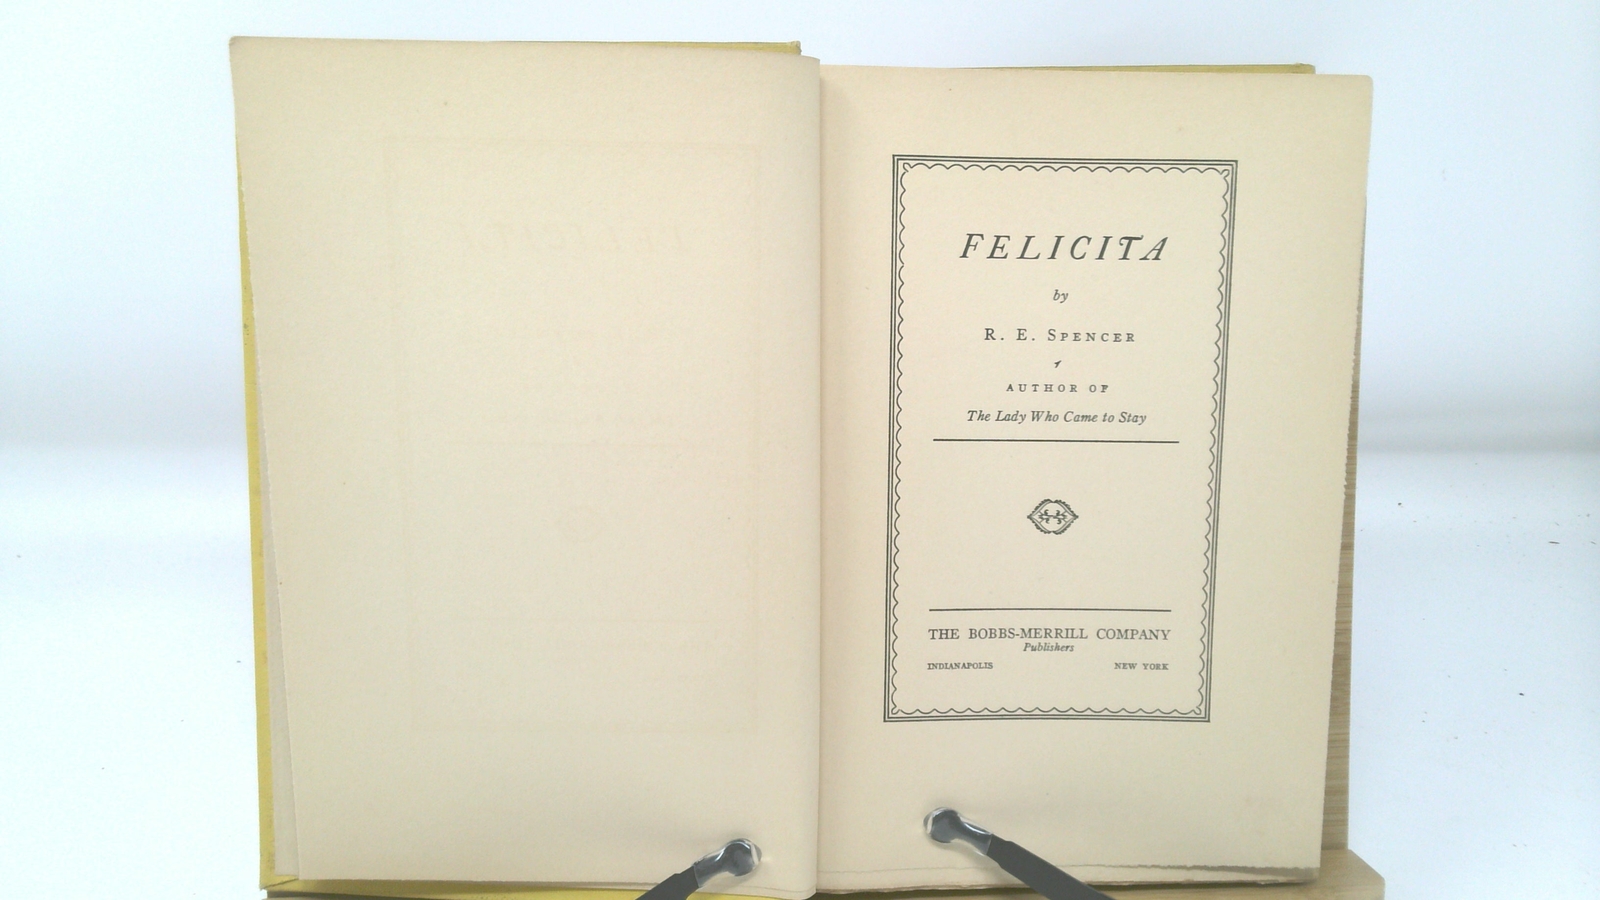 FELICITA
by
R. E. SPENCER
AUTHOR OF
The Lady Who Came to Stay
THE BOBBS-MERRILL COMPANY
Publishers
INDIANAPOLIS NEW YORK